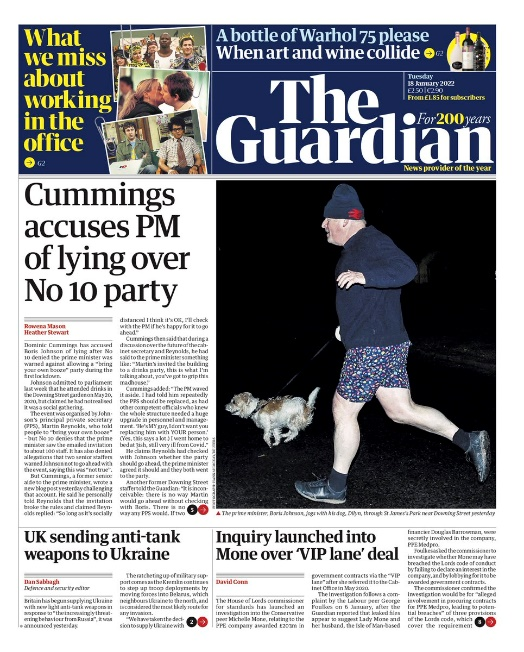 What
we miss
about
working
in the
office
G2
A bottle of Warhol 75 please
When art and wine collide
G2
Tuesday
18 January 2022
£2.50 | €2.90
From £1.85 for subscribers
The
Guardian
For 200 years
News provider of the year
Cummings
accuses PM
of lying over
No 10 party
Rowena Mason
Heather Stewart
Dominic Cummings has accused
Boris Johnson of lying after No
10 denied the prime minister was
warned against allowing a “bring
your own booze” party during the
first lockdown.
Johnson admitted to parliament
last week that he attended drinks in
the Downing Street garden on May 20,
2020, but claimed he had not realised
it was a social gathering.
The event was organised by John-
son's principal private secretary
(PPS), Martin Reynolds, who told
people to “bring your own booze”
– but No 10 denies that the prime
minister saw the emailed invitation
to about 100 staff. It has also denied
allegations that two senior staffers
warned Johnson not to go ahead with
the event, saying this was “not true”.
But Cummings, a former senior
aide to the prime minister, wrote a
new blog post yesterday challenging
that account. He said he personally
told Reynolds that the invitation
broke the rules and claimed Reyn-
olds replied: “So long as it's socially
distanced I think it's OK, I'll check
with the PM if he's happy for it to go
ahead.”
Cummings then said that during a
discussion over the future of the cab-
inet secretary and Reynolds, he had
said to the prime minister something
like: “Martin's invited the building
to a drinks party, this is what I'm
talking about, you've got to grip this
madhouse.”
Cummings added: “The PM waved
it aside. I had told him repeatedly
the PPS should be replaced, as had
other competent officials who knew
the whole structure needed a huge
upgrade in personnel and manage-
ment. ‘He's MY guy, I don't want you
replacing him with YOUR person.’
(Yes, this says a lot.) I went home to
bed at 3ish, still very ill from Covid.”
He claims Reynolds had checked
with Johnson whether the party
should go ahead, the prime minister
agreed it should and they both went
to the party.
Another former Downing Street
staffer told the Guardian: “It is incon-
ceivable: there is no way Martin
would go ahead without checking
with Boris. There is no
way any PPS would. If two
5
▲ The prime minister, Boris Johnson, jogs with his dog, Dilyn, through St James's Park near Downing Street yesterday
UK sending anti-tank
weapons to Ukraine
Dan Sabbagh
Defence and security editor
Britain has begun supplying Ukraine
with new light anti-tank weapons in
response to “the increasingly threat-
ening behaviour from Russia”, it was
announced yesterday.
The ratcheting up of military sup-
port comes as the Kremlin continues
to step up troop deployments by
moving forces into Belarus, which
neighbours Ukraine to the north, and
is considered the most likely route for
any invasion.
“We have taken the deci-
sion to supply Ukraine
2
Inquiry launched into
Mone over ‘VIP lane’ deal
David Conn
The House of Lords commissioner
for standards has launched an
investigation into the Conservative
peer Michelle Mone, relating to the
PPE company awarded £203m in
government contracts via the “VIP
lane” after she referred it to the Cab-
inet Office in May 2020.
The investigation follows a com-
plaint by the Labour peer George
Foulkes on 6 January, after the
Guardian reported that leaked files
appear to suggest Lady Mone and
her husband, the Isle of Man-based
financier Douglas Barrowman, were
secretly involved in the company,
PPE Medpro.
Foulkes asked the commissioner to
investigate whether Mone may have
breached the Lords code of conduct
by failing to declare an interest in the
company, and by lobbying for it to be
awarded government contracts.
The commissioner confirmed the
investigation would be for “alleged
involvement in procuring contracts
for PPE Medpro, leading to poten-
tial breaches” of three provisions
of the Lords code, which
cover the requirement
8